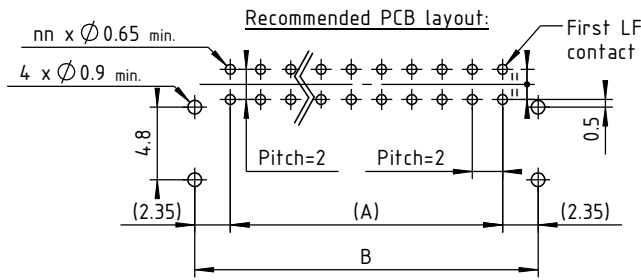 Recommended PCB layout:
nn x Ø 0.65 min.
4 x Ø 0.9 min.
First LF
contact
=
=
4.8
0.5
Pitch=2
Pitch=2
(2.35)
(A)
(2.35)
B